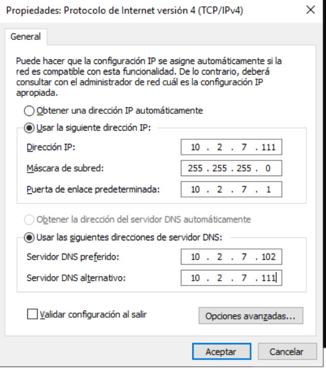 Propiedades: Protocolo de Internet versión 4 (TCP/IPv4)
General
Puede hacer que la configuración IP se asigne automáticamente si la
red es compatible con esta funcionalidad. De lo contrario, deberá
consultar con el administrador de red cuál es la configuración IP
apropiada.
Obtener una dirección IP automáticamente
Usar la siguiente dirección IP:
Dirección IP: 10 . 2 . 7 . 111
Máscara de subred: 255 . 255 . 255 . 0
Puerta de enlace predeterminada: 10 . 2 . 7 . 1
Obtener la dirección del servidor DNS automáticamente
Usar las siguientes direcciones de servidor DNS:
Servidor DNS preferido: 10 . 2 . 7 . 102
Servidor DNS alternativo: 10 . 2 . 7 . 111
Validar configuración al salir
Opciones avanzadas...
Aceptar Cancelar